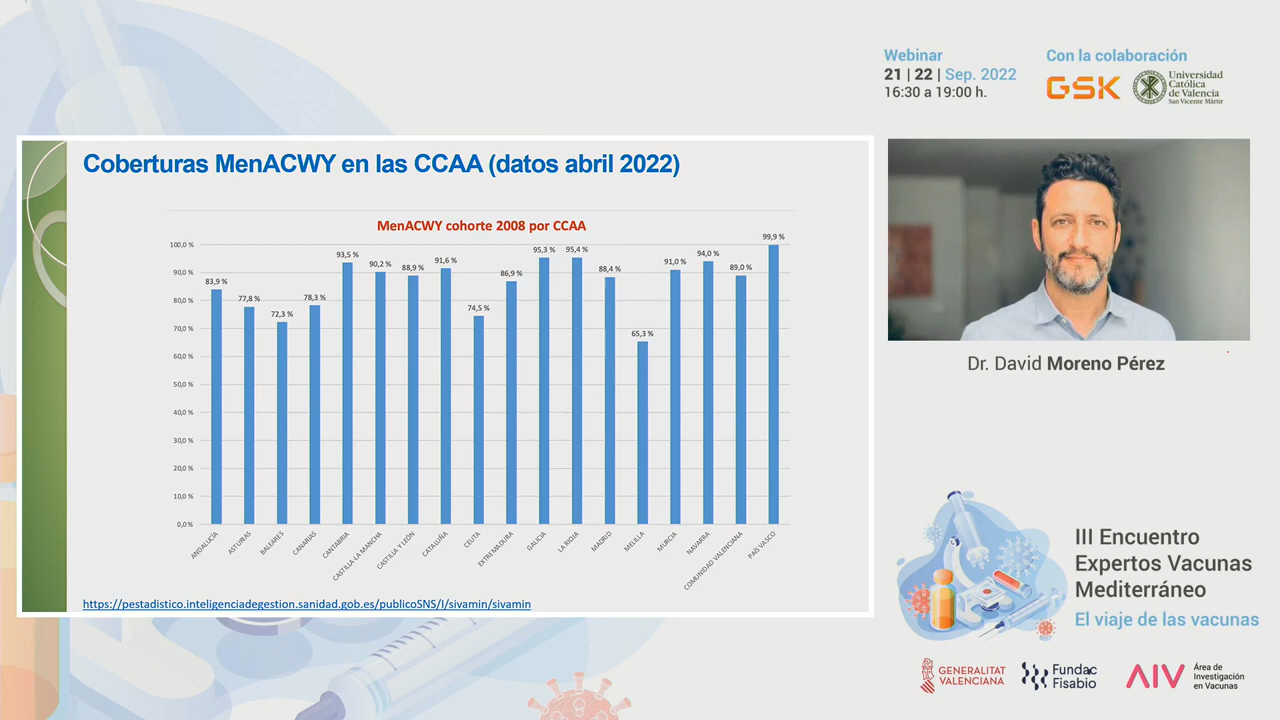 Webinar
21 | 22 | Sep. 2022
16:30 a 19:00 h.
Con la colaboración
GSK
Universidad
Católica
de Valencia
San Vicente Mártir
Coberturas MenACWY en las CCAA (datos abril 2022)
MenACWY cohorte 2008 por CCAA
100,0 %
90,0 %
80,0 %
70,0 %
60,0 %
50,0 %
40,0 %
30,0 %
20,0 %
10,0 %
0,0 %
83,9 %
77,8 %
72,3 %
78,3 %
93,5 %
90,2 %
88,9 %
91,6 %
74,5 %
86,9 %
95,3 %
95,4 %
88,4 %
65,3 %
91,0 %
94,0 %
89,0 %
99,9 %
ANDALUCÍA
ASTURIAS
BALEARES
CANARIAS
CANTABRIA
CASTILLA-LA MANCHA
CASTILLA Y LEÓN
CATALUÑA
CEUTA
EXTREMADURA
GALICIA
LA RIOJA
MADRID
MELILLA
MURCIA
NAVARRA
COMUNIDAD VALENCIANA
PAÍS VASCO
https://pestadistico.inteligenciadegestion.sanidad.gob.es/publicoSNS/I/sivamin/sivamin
Dr. David Moreno Pérez
III Encuentro
Expertos Vacunas
Mediterráneo
El viaje de las vacunas
GENERALITAT
VALENCIANA
Fundac
Fisabio
AIV
Área de
Investigación
en Vacunas